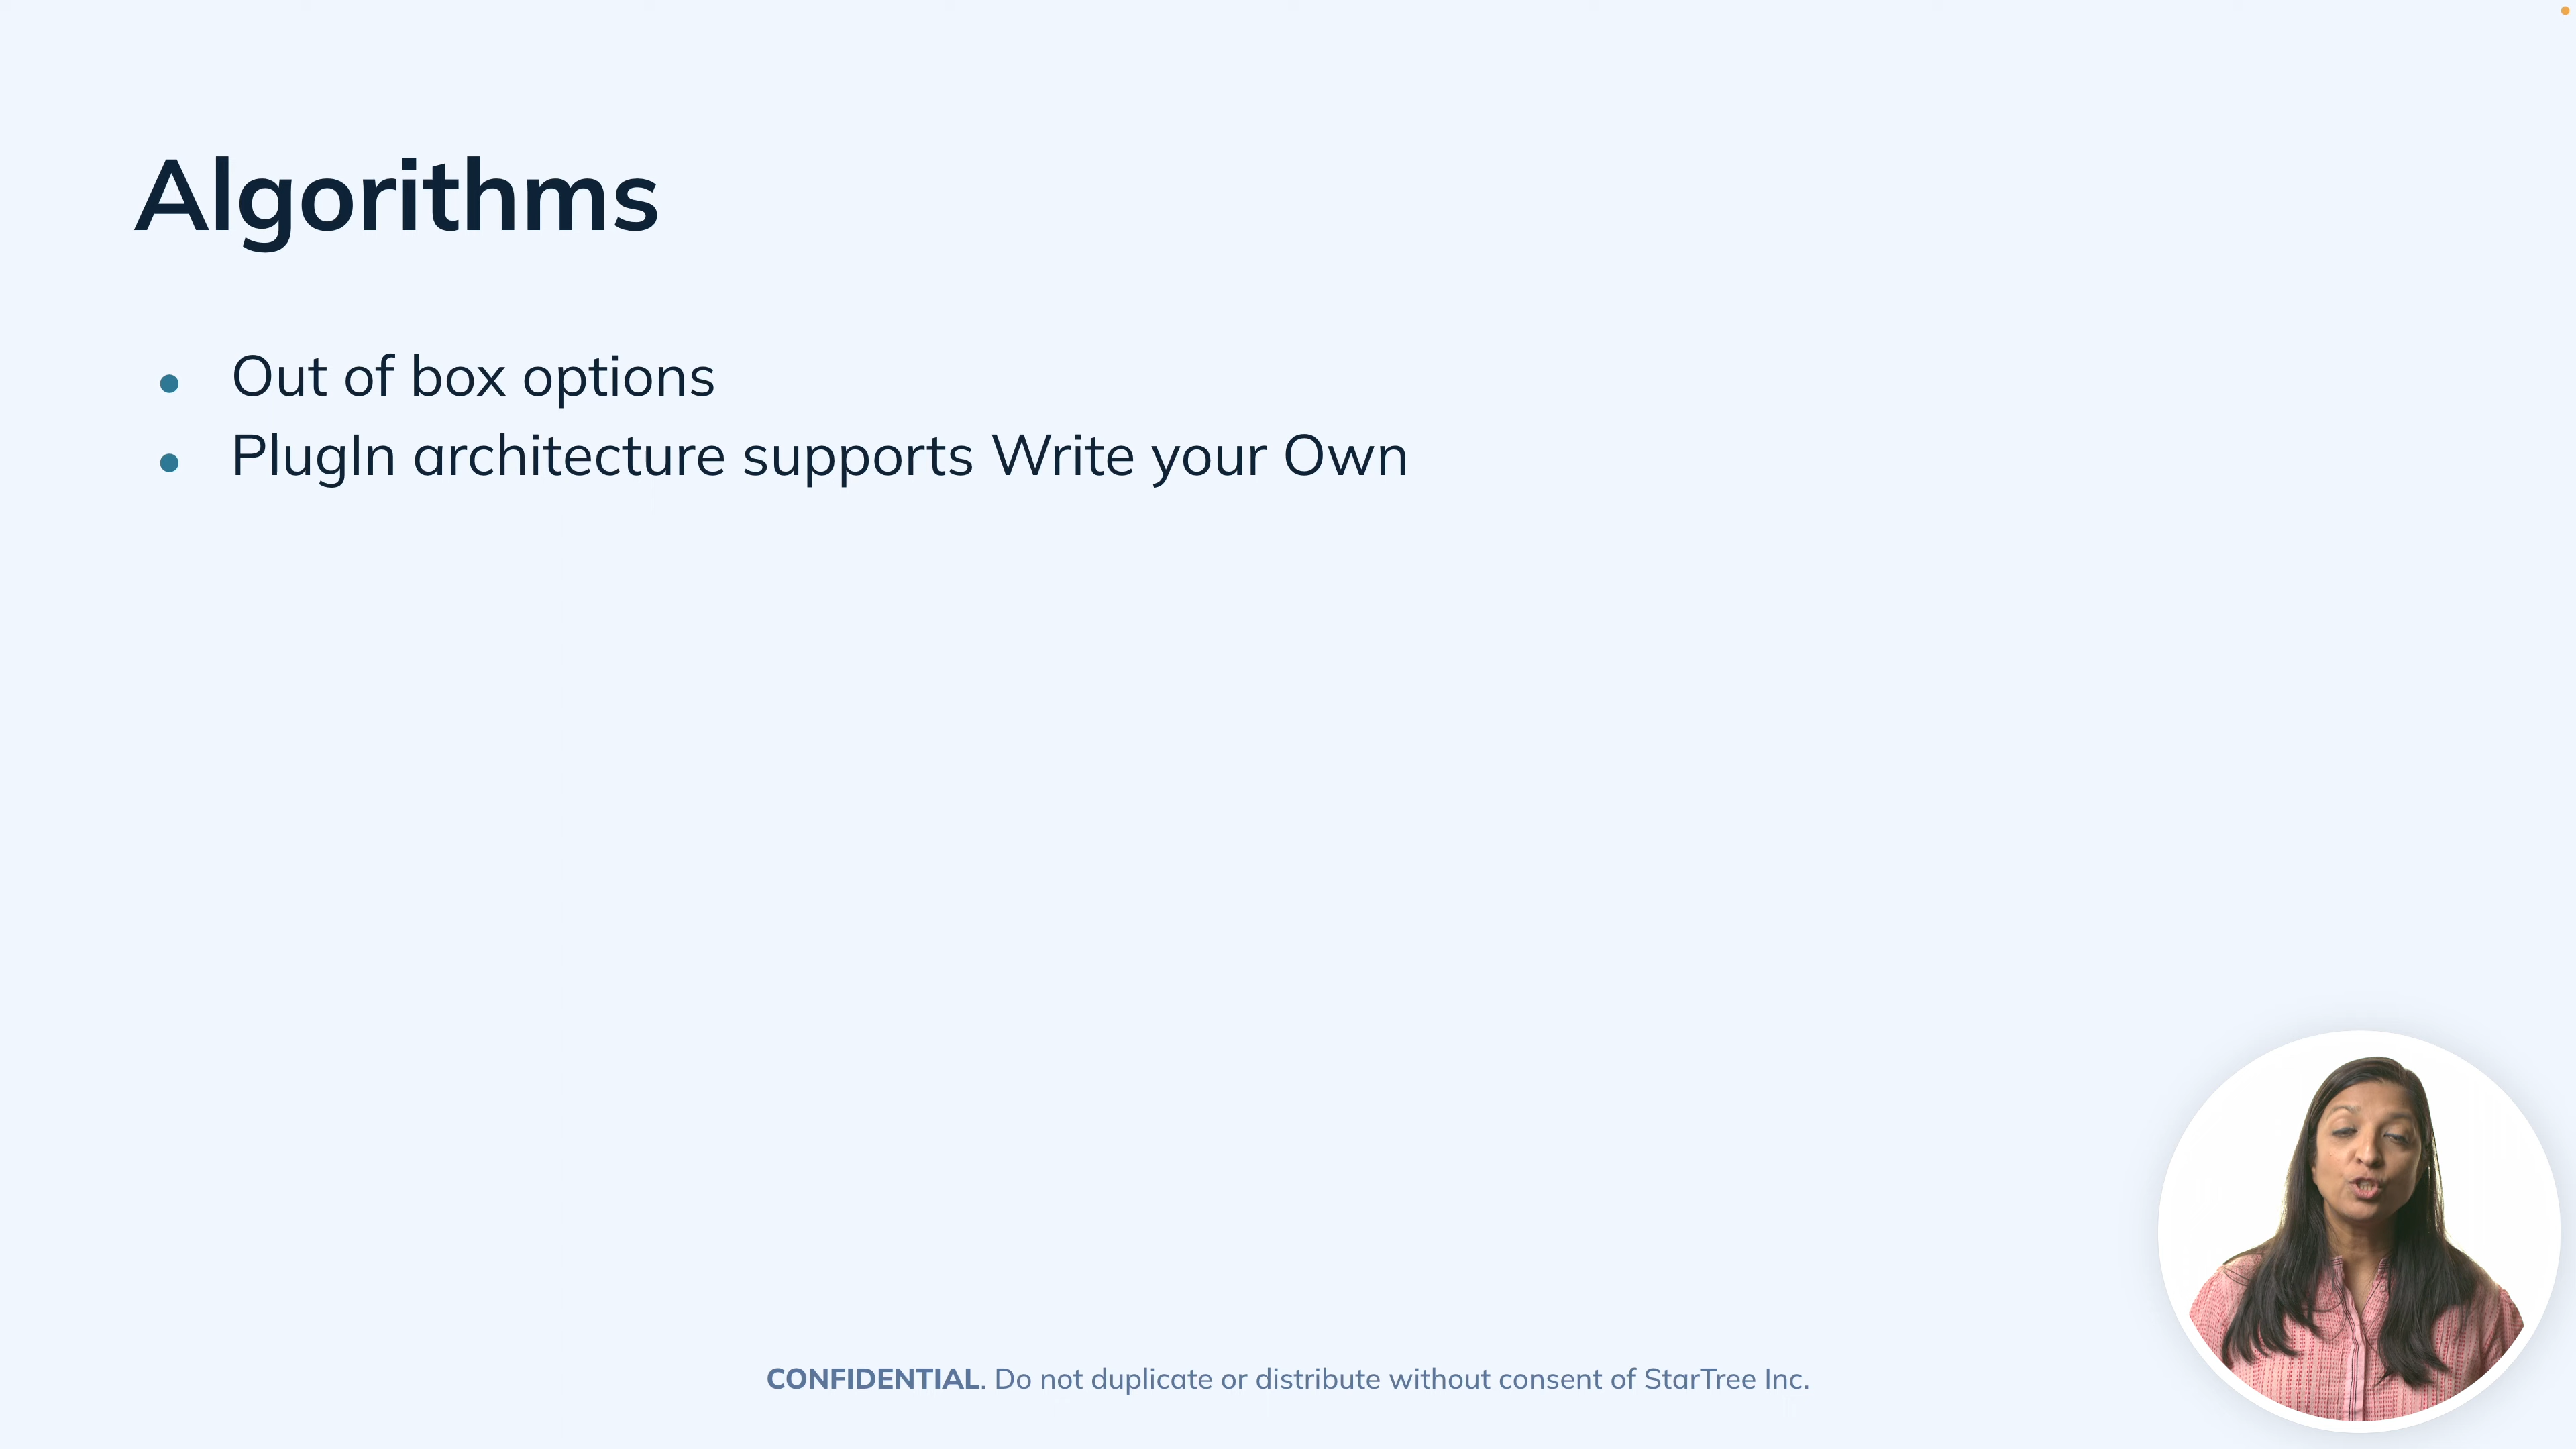 Algorithms
Out of box options
PlugIn architecture supports Write your Own
CONFIDENTIAL. Do not duplicate or distribute without consent of StarTree Inc.